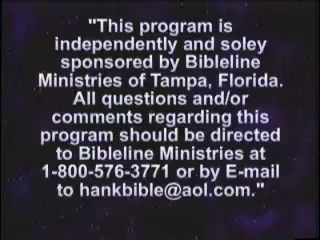 "This program is
independently and soley
sponsored by Bibleline
Ministries of Tampa, Florida.
All questions and/or
comments regarding this
program should be directed
to Bibleline Ministries at
1-800-576-3771 or by E-mail
to hankbible@aol.com."